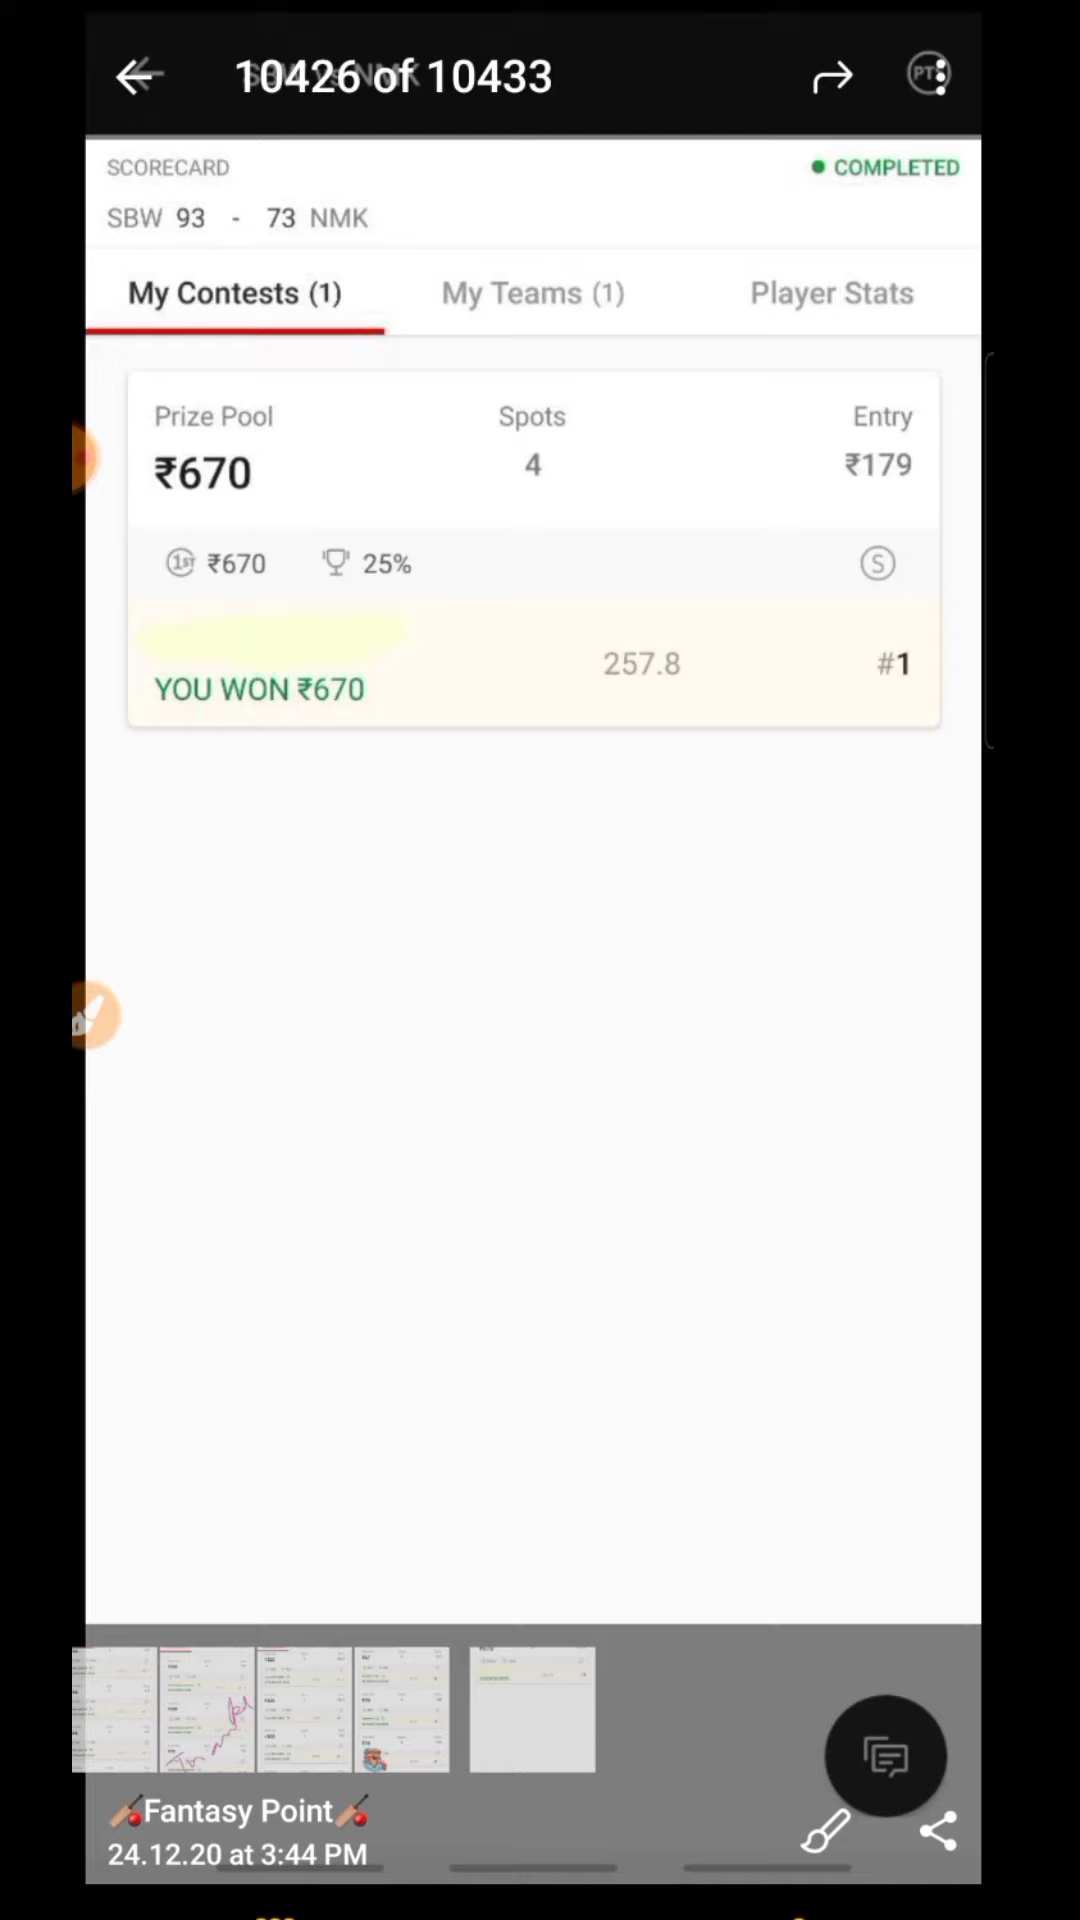 10426 of 10433
PTS
SCORECARD
COMPLETED
SBW 93 - 73 NMK
My Contests (1)
My Teams (1)
Player Stats
Prize Pool
Spots
Entry
₹670
4
₹179
1ST ₹670
25%
S
257.8
#1
YOU WON ₹670
Fantasy Point
24.12.20 at 3:44 PM